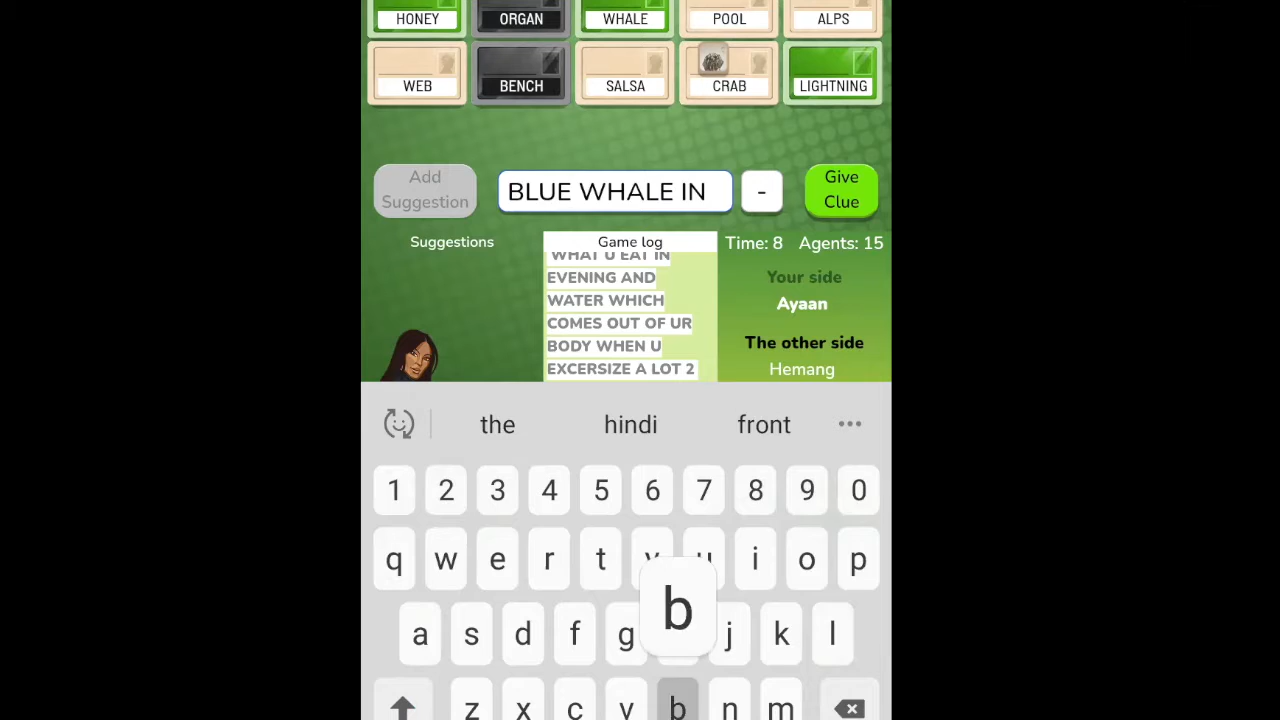 HONEY ORGAN WHALE POOL ALPS
WEB BENCH SALSA CRAB LIGHTNING
Add Suggestion
BLUE WHALE IN
-
Give Clue
Suggestions
Game log
Time: 8 Agents: 15
WHAT U EAT IN
EVENING AND
WATER WHICH
COMES OUT OF UR
BODY WHEN U
EXCERSIZE A LOT 2
Your side
Ayaan
The other side
Hemang
the hindi front
1 2 3 4 5 6 7 8 9 0
q w e r t y u i o p
b
a s d f g j k l
z x c v b n m